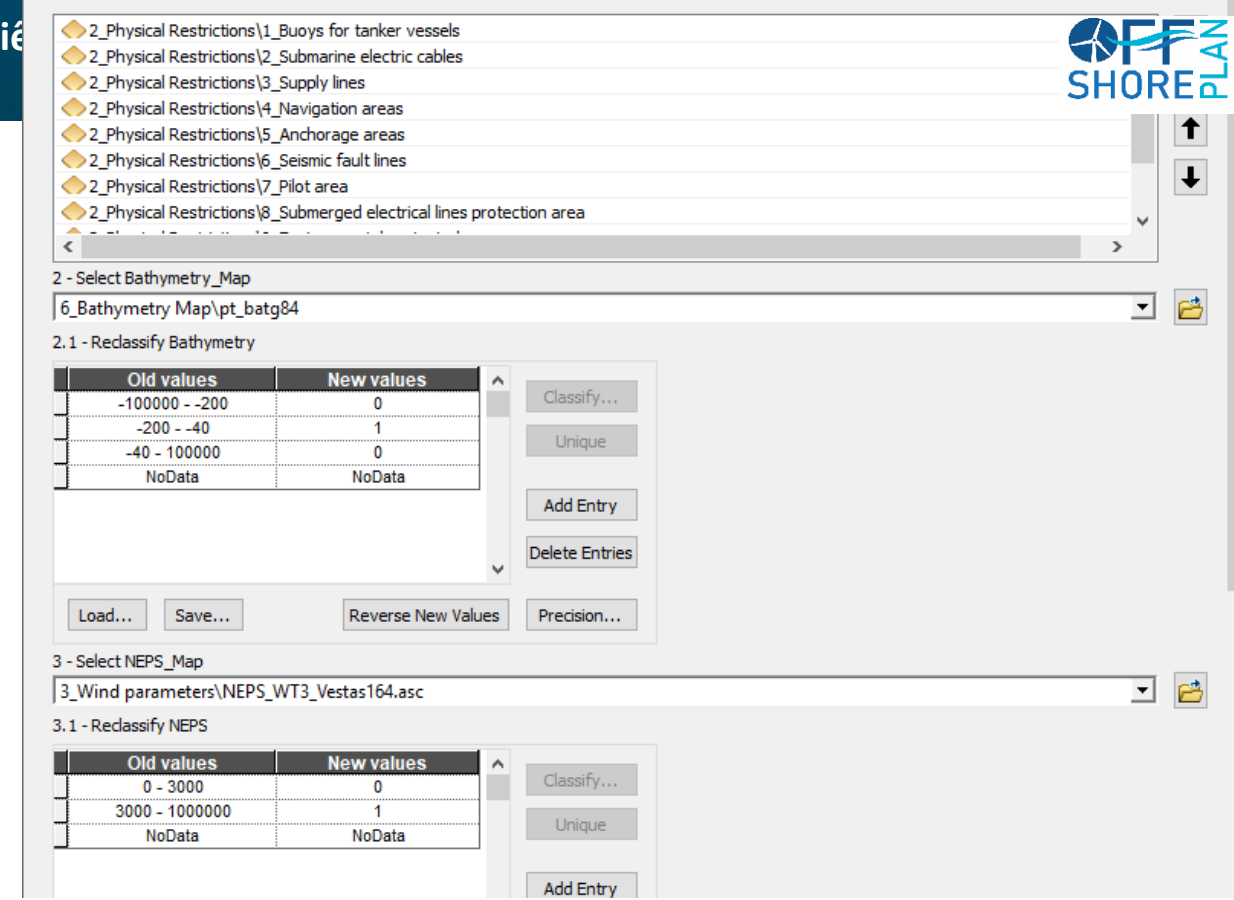 iê
OFF
SHORE PLAN
2_Physical Restrictions\1_Buoys for tanker vessels
2_Physical Restrictions\2_Submarine electric cables
2_Physical Restrictions\3_Supply lines
2_Physical Restrictions\4_Navigation areas
2_Physical Restrictions\5_Anchorage areas
2_Physical Restrictions\6_Seismic fault lines
2_Physical Restrictions\7_Pilot area
2_Physical Restrictions\8_Submerged electrical lines protection area
2 - Select Bathymetry_Map
6_Bathymetry Map\pt_batg84
2.1 - Reclassify Bathymetry
Old values New values
-100000 - -200 0
-200 - -40 1
-40 - 100000 0
NoData NoData
Classify...
Unique
Add Entry
Delete Entries
Load... Save... Reverse New Values Precision...
3 - Select NEPS_Map
3_Wind parameters\NEPS_WT3_Vestas164.asc
3.1 - Reclassify NEPS
Old values New values
0 - 3000 0
3000 - 1000000 1
NoData NoData
Classify...
Unique
Add Entry